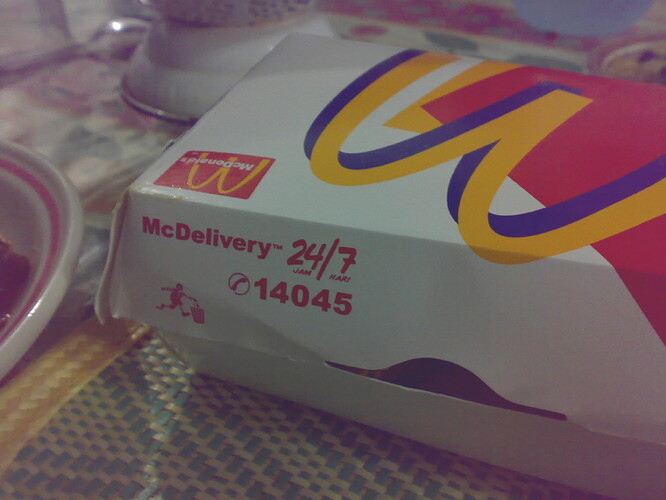 McDonald's
McDelivery™ 24/7
JAM HARI
14045